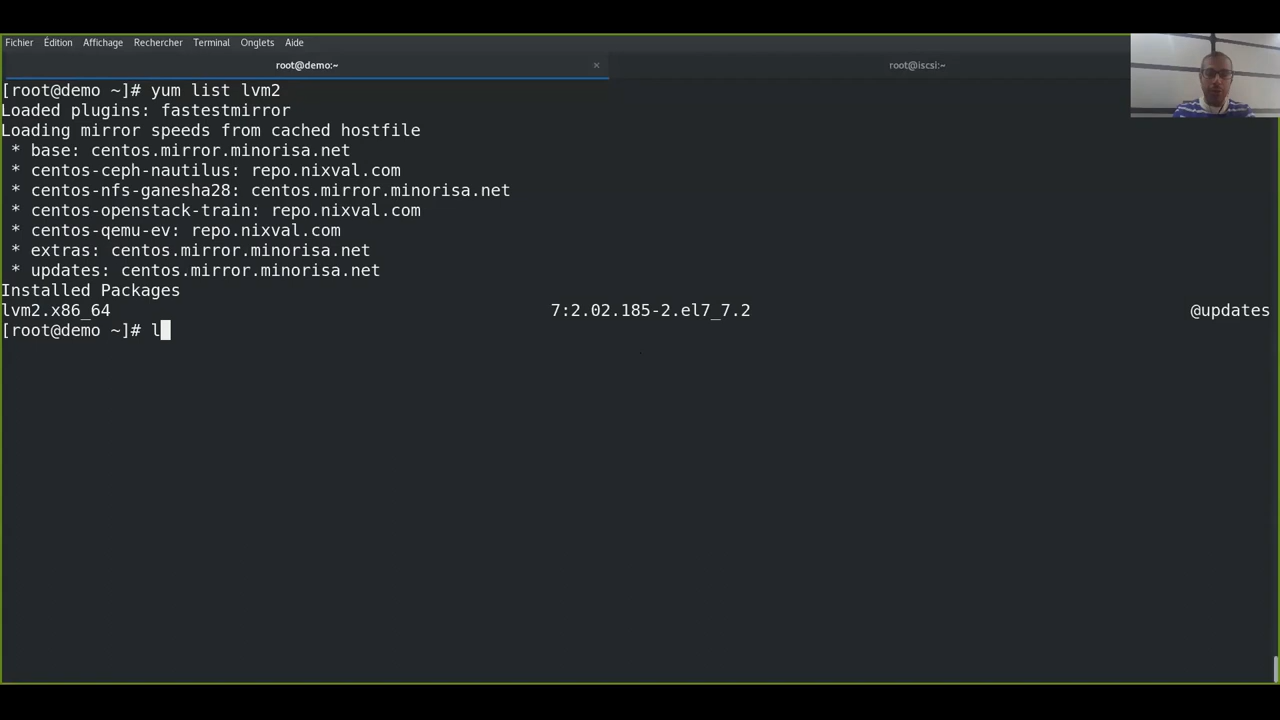 Fichier Édition Affichage Rechercher Terminal Onglets Aide
root@demo:~ × root@iscsi:~
[root@demo ~]# yum list lvm2
Loaded plugins: fastestmirror
Loading mirror speeds from cached hostfile
 * base: centos.mirror.minorisa.net
 * centos-ceph-nautilus: repo.nixval.com
 * centos-nfs-ganesha28: centos.mirror.minorisa.net
 * centos-openstack-train: repo.nixval.com
 * centos-qemu-ev: repo.nixval.com
 * extras: centos.mirror.minorisa.net
 * updates: centos.mirror.minorisa.net
Installed Packages
lvm2.x86_64 7:2.02.185-2.el7_7.2 @updates
[root@demo ~]# l